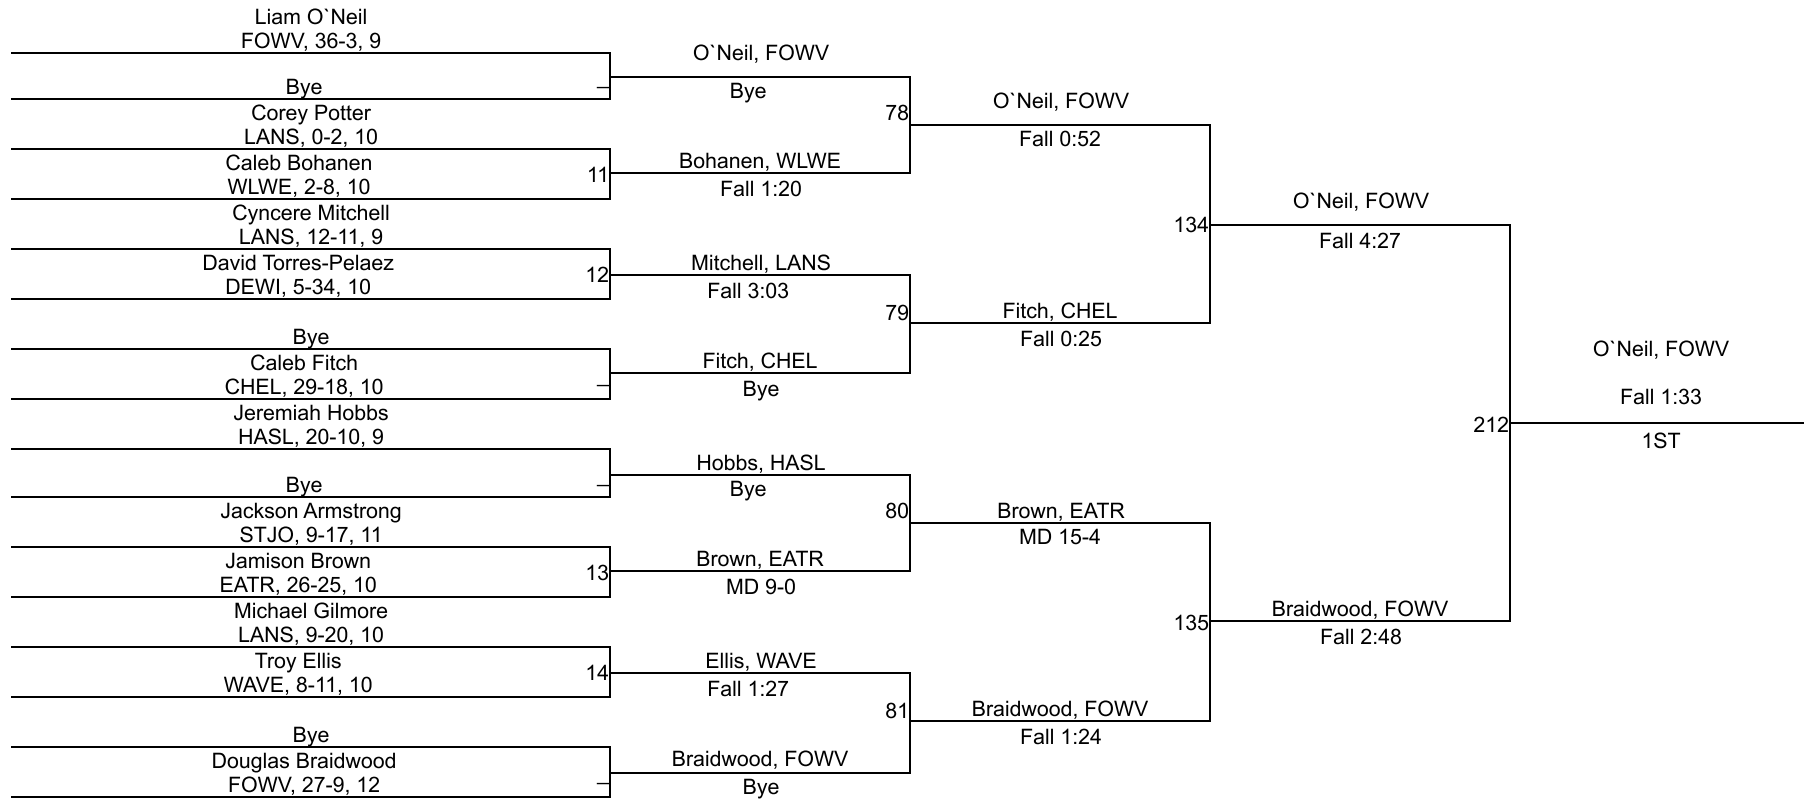 Liam O`Neil
FOWV, 36-3, 9
Bye
Corey Potter
LANS, 0-2, 10
Caleb Bohanen
WLWE, 2-8, 10
Cyncere Mitchell
LANS, 12-11, 9
David Torres-Pelaez
DEWI, 5-34, 10
Bye
Caleb Fitch
CHEL, 29-18, 10
Jeremiah Hobbs
HASL, 20-10, 9
Bye
Jackson Armstrong
STJO, 9-17, 11
Jamison Brown
EATR, 26-25, 10
Michael Gilmore
LANS, 9-20, 10
Troy Ellis
WAVE, 8-11, 10
Bye
Douglas Braidwood
FOWV, 27-9, 12
11
12
13
14
O`Neil, FOWV
Bye
Bohanen, WLWE
Fall 1:20
Mitchell, LANS
Fall 3:03
Fitch, CHEL
Bye
Hobbs, HASL
Bye
Brown, EATR
MD 9-0
Ellis, WAVE
Fall 1:27
Braidwood, FOWV
Bye
78
79
80
81
O`Neil, FOWV
Fall 0:52
Fitch, CHEL
Fall 0:25
Brown, EATR
MD 15-4
Braidwood, FOWV
Fall 1:24
134
135
O`Neil, FOWV
Fall 4:27
Braidwood, FOWV
Fall 2:48
212
O`Neil, FOWV
Fall 1:33
1ST